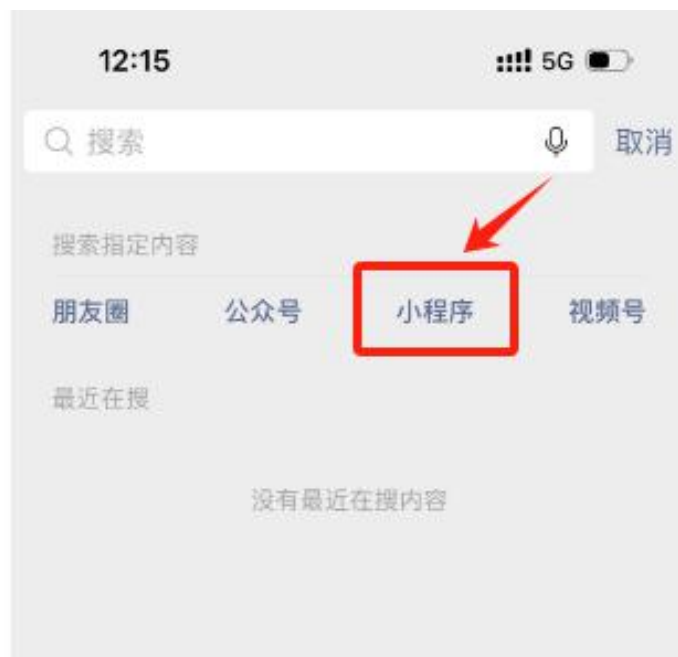 12:15 5G
搜索 取消
搜索指定内容
朋友圈 公众号 小程序 视频号
最近在搜
没有最近在搜内容